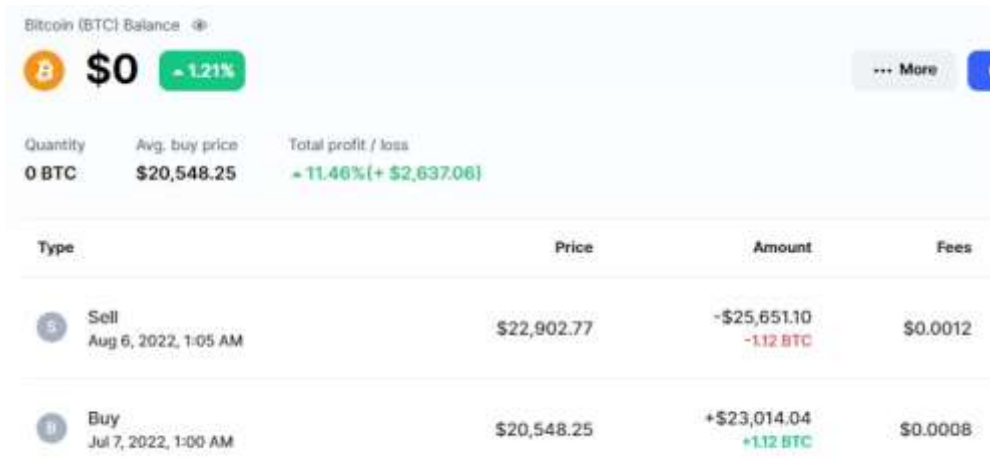 Bitcoin (BTC) Balance
$0 1.21%
... More
Quantity Avg. buy price Total profit / loss
0 BTC $20,548.25 11.46%(+ $2,637.06)
Type Price Amount Fees
S Sell $22,902.77 -$25,651.10 $0.0012
Aug 6, 2022, 1:05 AM -1.12 BTC
B Buy $20,548.25 +$23,014.04 $0.0008
Jul 7, 2022, 1:00 AM +1.12 BTC